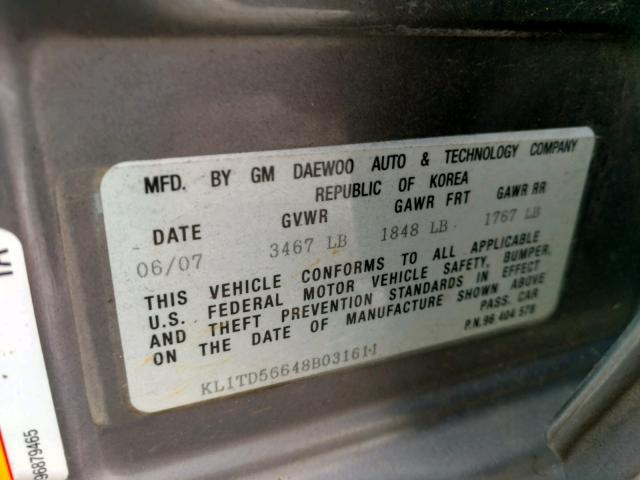 MFD. BY GM DAEWOO AUTO & TECHNOLOGY COMPANY
REPUBLIC OF KOREA
DATE GVWR GAWR FRT GAWR RR
06/07 3467 LB 1848 LB 1767 LB
THIS VEHICLE CONFORMS TO ALL APPLICABLE
U.S. FEDERAL MOTOR VEHICLE SAFETY, BUMPER,
AND THEFT PREVENTION STANDARDS IN EFFECT
ON THE DATE OF MANUFACTURE SHOWN ABOVE
PASS. CAR
P.N.96 404 578
KL1TD56648B031611
96879465